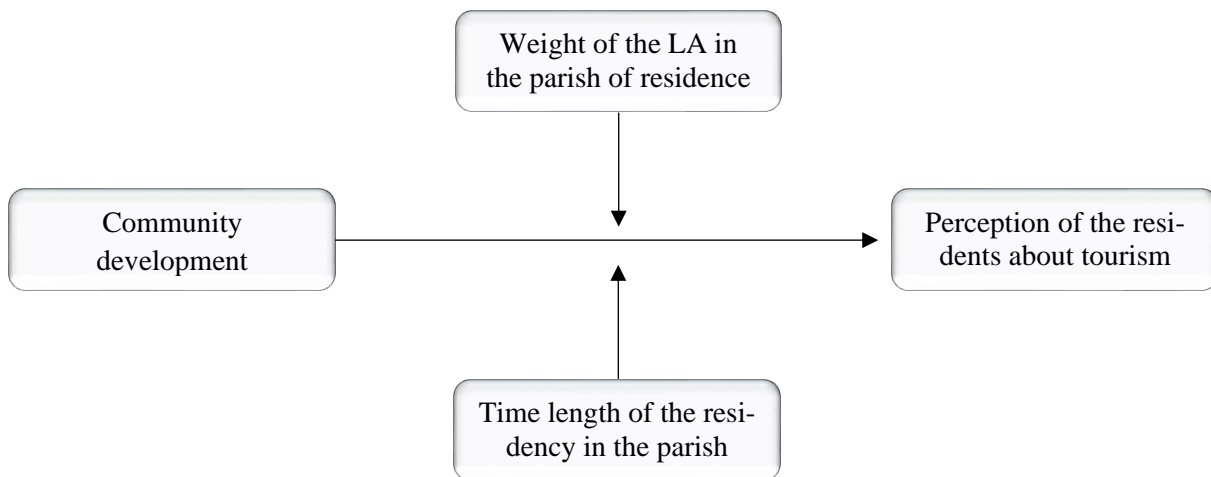 Weight of the LA in
the parish of residence
Community
development
Perception of the resi-
dents about tourism
Time length of the resi-
dency in the parish